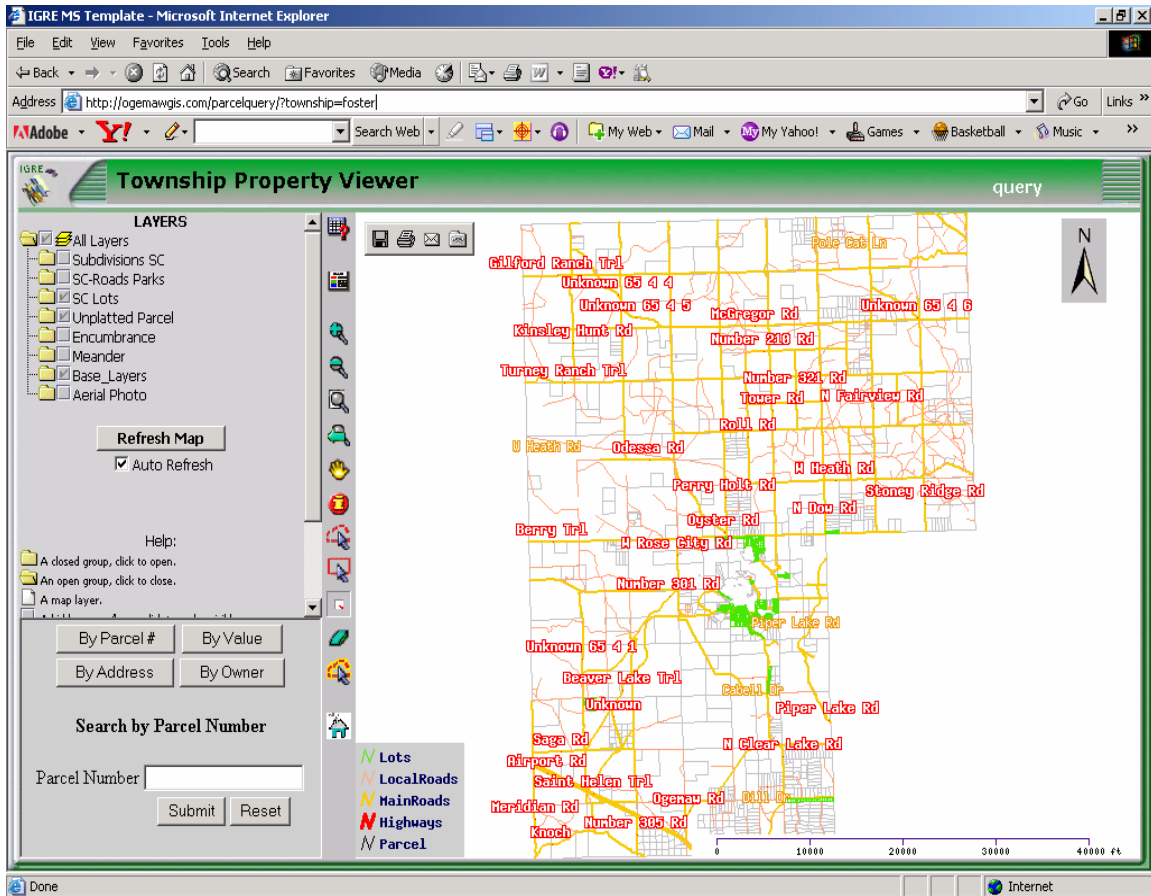 IGRE MS Template - Microsoft Internet Explorer
File Edit View Favorites Tools Help
Back Search Favorites Media
Address http://ogemawgis.com/parcelquery/?township=foster Go Links »
Adobe Y! Search Web My Web Mail My Yahoo! Games Basketball Music »
IGRE
Township Property Viewer
query
LAYERS
All Layers
Subdivisions SC
SC-Roads Parks
SC Lots
Unplatted Parcel
Encumbrance
Meander
Base_Layers
Aerial Photo
Refresh Map
Auto Refresh
Help:
A closed group, click to open.
An open group, click to close.
A map layer.
By Parcel # By Value
By Address By Owner
Search by Parcel Number
Parcel Number
Submit Reset
N
Pole Cat Ln
Gilford Ranch Trl
Unknown 65 4 4
Unknown 65 4 5
McGregor Rd
Unknown 65 4 6
Kinsley Hunt Rd
Number 210 Rd
Turney Ranch Trl
Number 321 Rd
Tower Rd
N Fairview Rd
Roll Rd
W Heath Rd
Odessa Rd
W Heath Rd
Perry Holt Rd
Stoney Ridge Rd
N Dow Rd
Oyster Rd
Berry Trl
W Rose City Rd
Number 301 Rd
Piper Lake Rd
Unknown 65 4 1
Beaver Lake Trl
Cabell Dr
Unknown
Piper Lake Rd
Saga Rd
N Clear Lake Rd
Airport Rd
Saint Helen Trl
Ogemaw Rd
Dill Dr
Meridian Rd
Number 305 Rd
Knoch
Lots
LocalRoads
MainRoads
Highways
Parcel
0 10000 20000 30000 40000 ft
Done
Internet